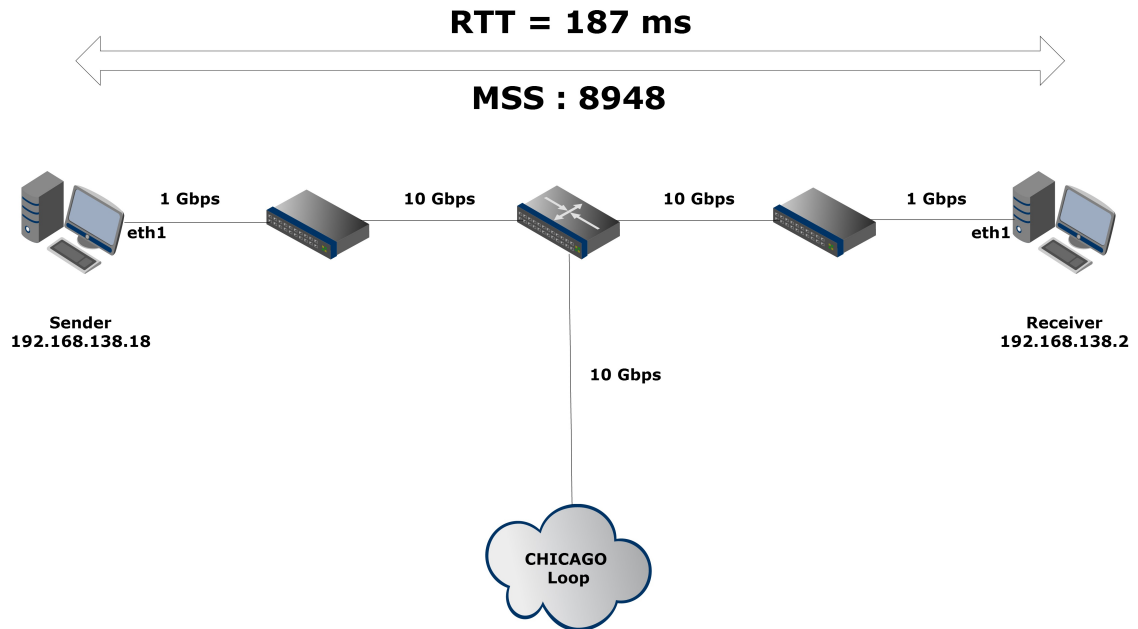 RTT = 187 ms
MSS : 8948
1 Gbps
10 Gbps
10 Gbps
1 Gbps
eth1
eth1
Sender
192.168.138.18
Receiver
192.168.138.2
10 Gbps
CHICAGO
Loop